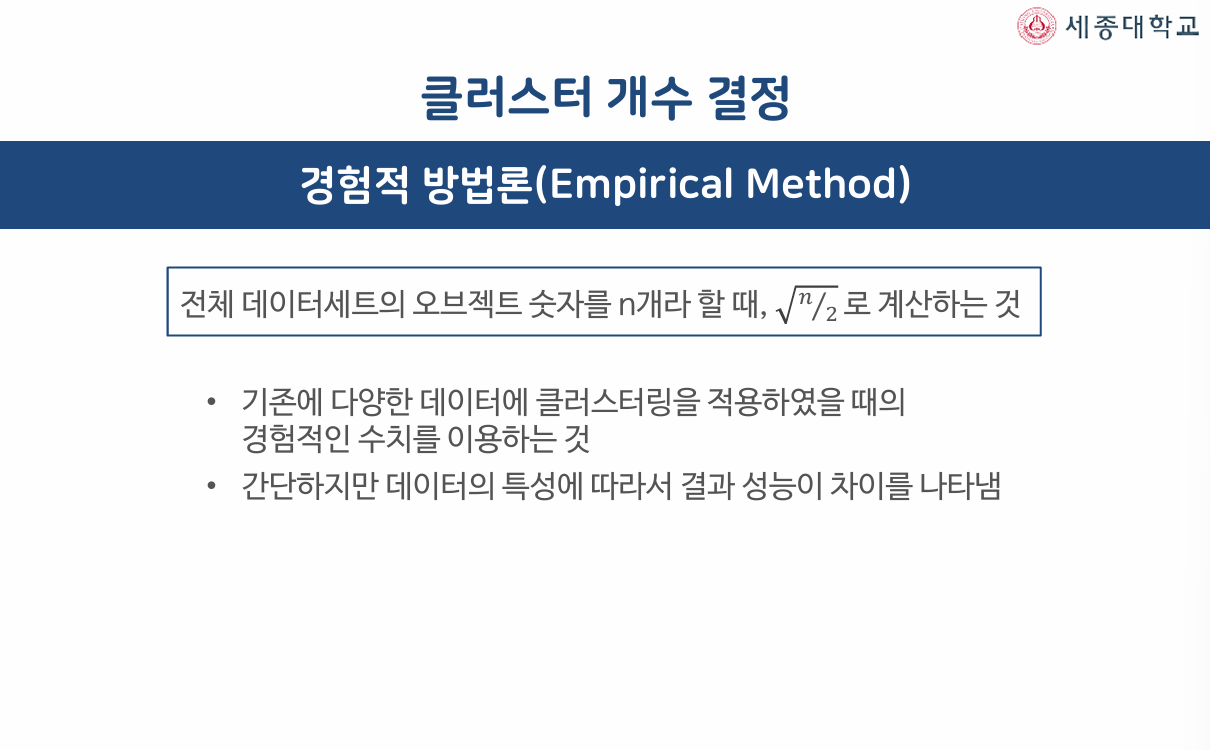 세종대학교
클러스터 개수 결정
경험적 방법론(Empirical Method)
전체 데이터세트의 오브젝트 숫자를 n개라 할 때, √(n/2) 로 계산하는 것
• 기존에 다양한 데이터에 클러스터링을 적용하였을 때의
경험적인 수치를 이용하는 것
• 간단하지만 데이터의 특성에 따라서 결과 성능이 차이를 나타냄